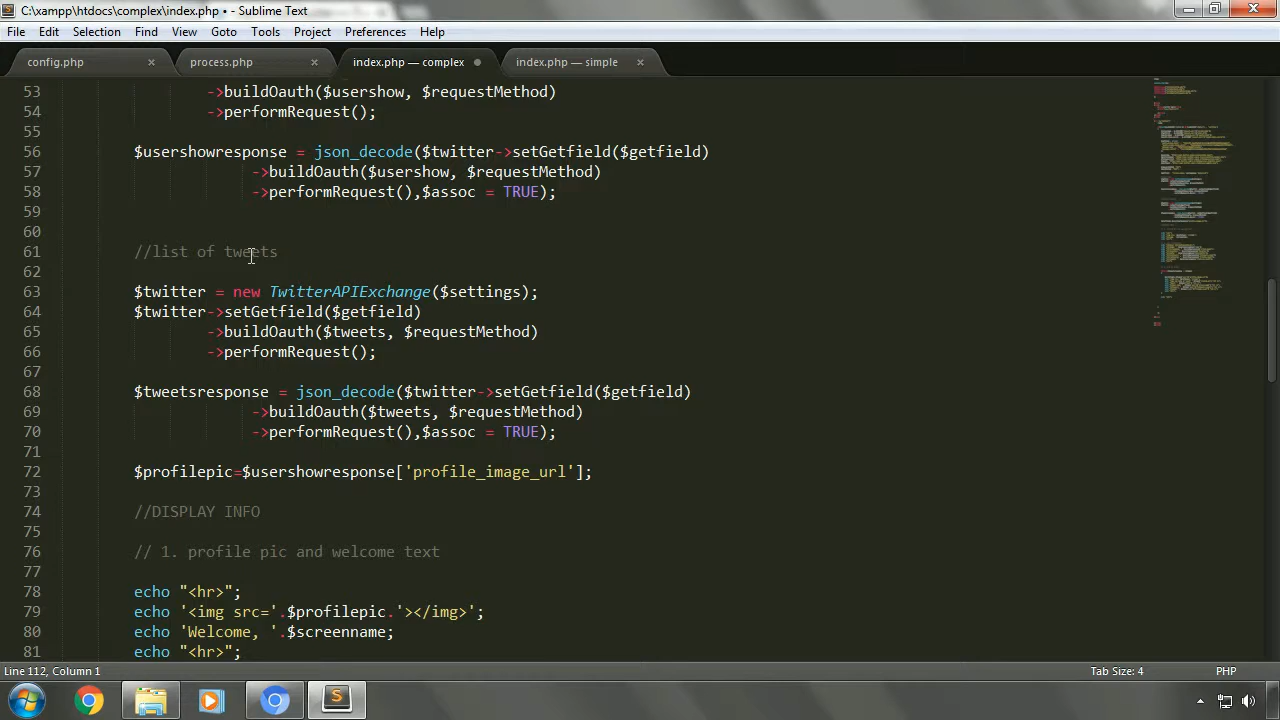 C:\xampp\htdocs\complex\index.php • - Sublime Text
File Edit Selection Find View Goto Tools Project Preferences Help
config.php × process.php × index.php — complex index.php — simple ×
53 ->buildOauth($usershow, $requestMethod)
54 ->performRequest();
55
56 $usershowresponse = json_decode($twitter->setGetfield($getfield)
57 ->buildOauth($usershow, $requestMethod)
58 ->performRequest(),$assoc = TRUE);
59
60
61 //list of tweets
62
63 $twitter = new TwitterAPIExchange($settings);
64 $twitter->setGetfield($getfield)
65 ->buildOauth($tweets, $requestMethod)
66 ->performRequest();
67
68 $tweetsresponse = json_decode($twitter->setGetfield($getfield)
69 ->buildOauth($tweets, $requestMethod)
70 ->performRequest(),$assoc = TRUE);
71
72 $profilepic=$usershowresponse['profile_image_url'];
73
74 //DISPLAY INFO
75
76 // 1. profile pic and welcome text
77
78 echo "<hr>";
79 echo '<img src='.$profilepic.'></img>';
80 echo 'Welcome, '.$screenname;
81 echo "<hr>";
Line 112, Column 1 Tab Size: 4 PHP